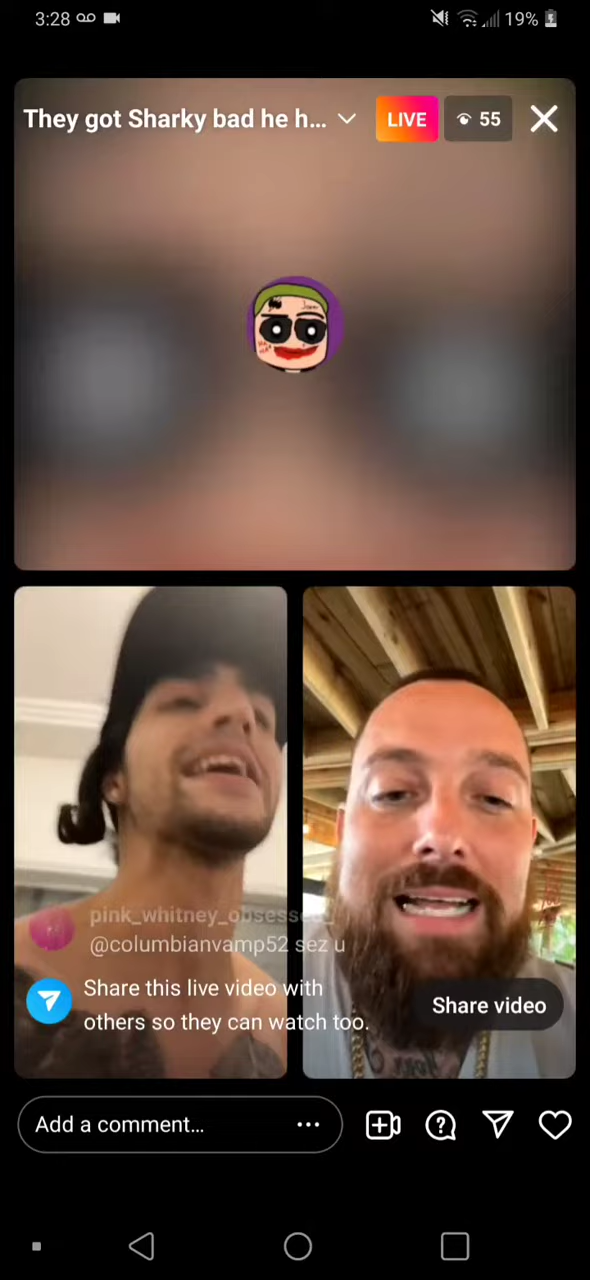 3:28
19%
They got Sharky bad he h...
LIVE
55
pink_whitney_obsessed_
@columbianvamp52 sez u
Share this live video with
others so they can watch too.
Share video
Add a comment...